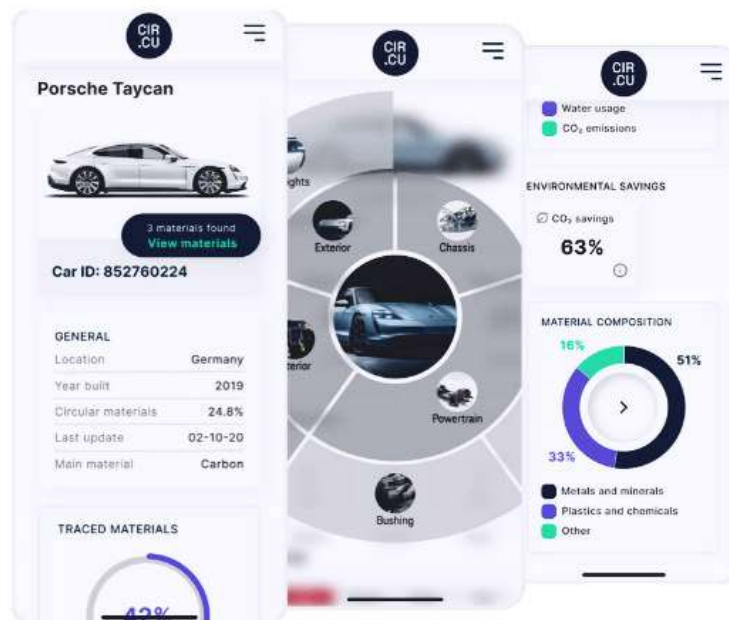 CIR
.CU
Porsche Taycan
3 materials found
View materials
Car ID: 852760224
GENERAL
Location Germany
Year built 2019
Circular materials 24.8%
Last update 02-10-20
Main material Carbon
TRACED MATERIALS
42%
CIR
.CU
ghts
Exterior
Chassis
terior
Powertrain
Bushing
CIR
.CU
Water usage
CO₂ emissions
ENVIRONMENTAL SAVINGS
CO₂ savings
63%
MATERIAL COMPOSITION
16%
51%
33%
Metals and minerals
Plastics and chemicals
Other